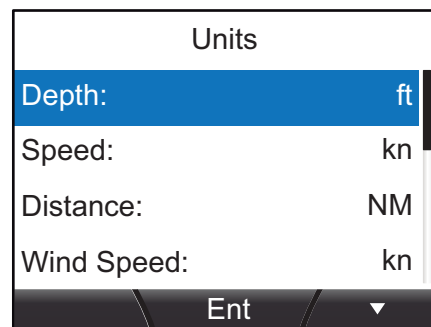 Units
Depth: ft
Speed: kn
Distance: NM
Wind Speed: kn
Ent